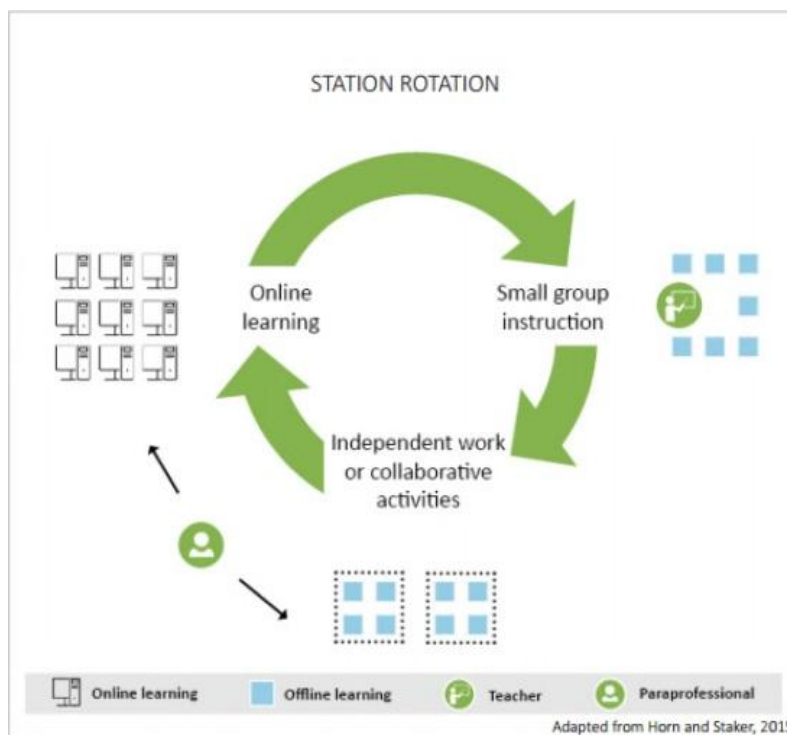 STATION ROTATION
Online
learning
Small group
instruction
Independent work
or collaborative
activities
Online learning
Offline learning
Teacher
Paraprofessional
Adapted from Horn and Staker, 2015